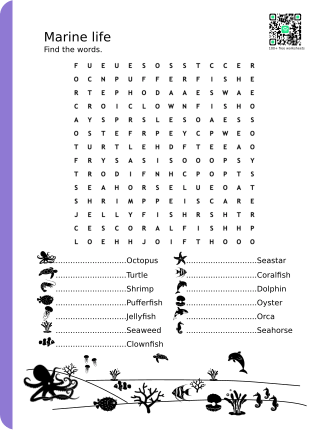 Marine life
Find the words.
100+ free worksheets
F U E U E S O S S T C C E R
O C N P U F F E R F I S H E
R T E P H O D A A E S W A E
C R O I C L O W N F I S H O
A Y S P R S L E S O A E S S
O S T E F R P E Y C P W E O
T U R T L E H D F T E E A O
F R Y S A S I S O O O P S Y
T R O D I F N H C P O P T S
S E A H O R S E L U E O A T
S H R I M P P E I S C A R E
J E L L Y F I S H R S H T R
C E S C O R A L F I S H H P
L O E H H J O I F T H O O O
............................Octopus
............................Seastar
............................Turtle
............................Coralfish
............................Shrimp
............................Dolphin
............................Pufferfish
............................Oyster
............................Jellyfish
............................Orca
............................Seaweed
............................Seahorse
............................Clownfish